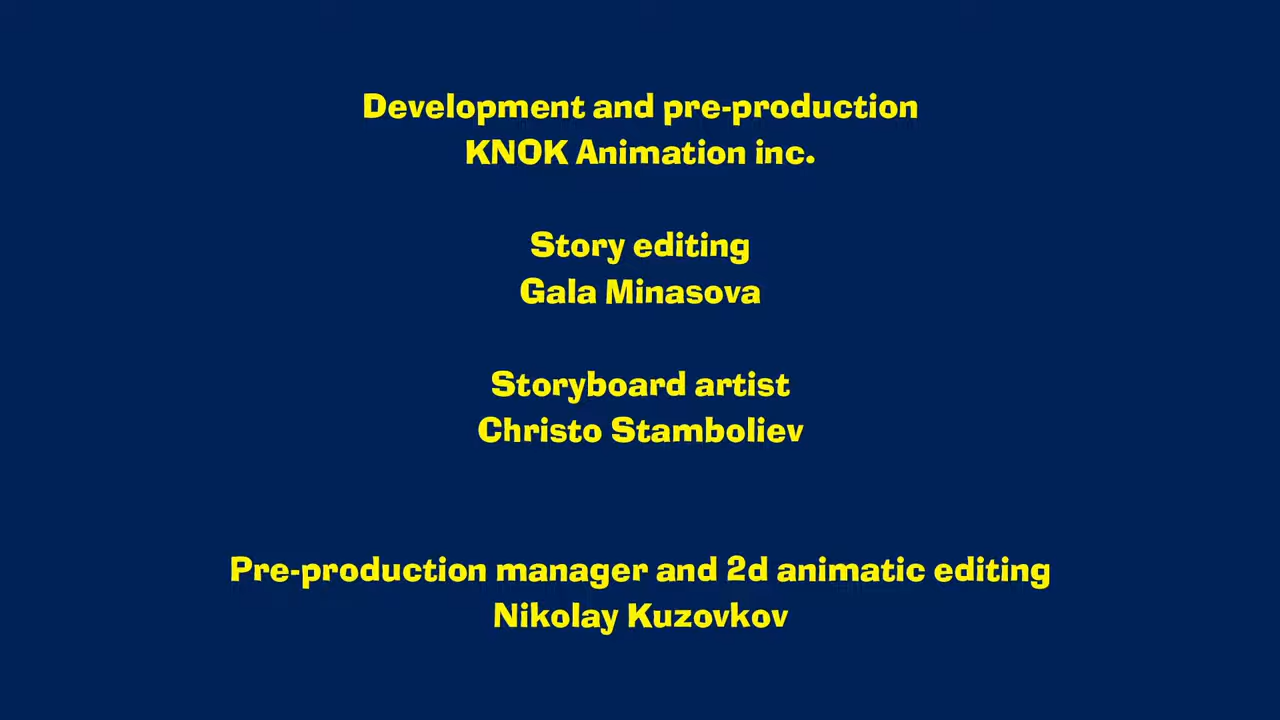 Development and pre-production
KNOK Animation inc.
Story editing
Gala Minasova
Storyboard artist
Christo Stamboliev
Pre-production manager and 2d animatic editing
Nikolay Kuzovkov